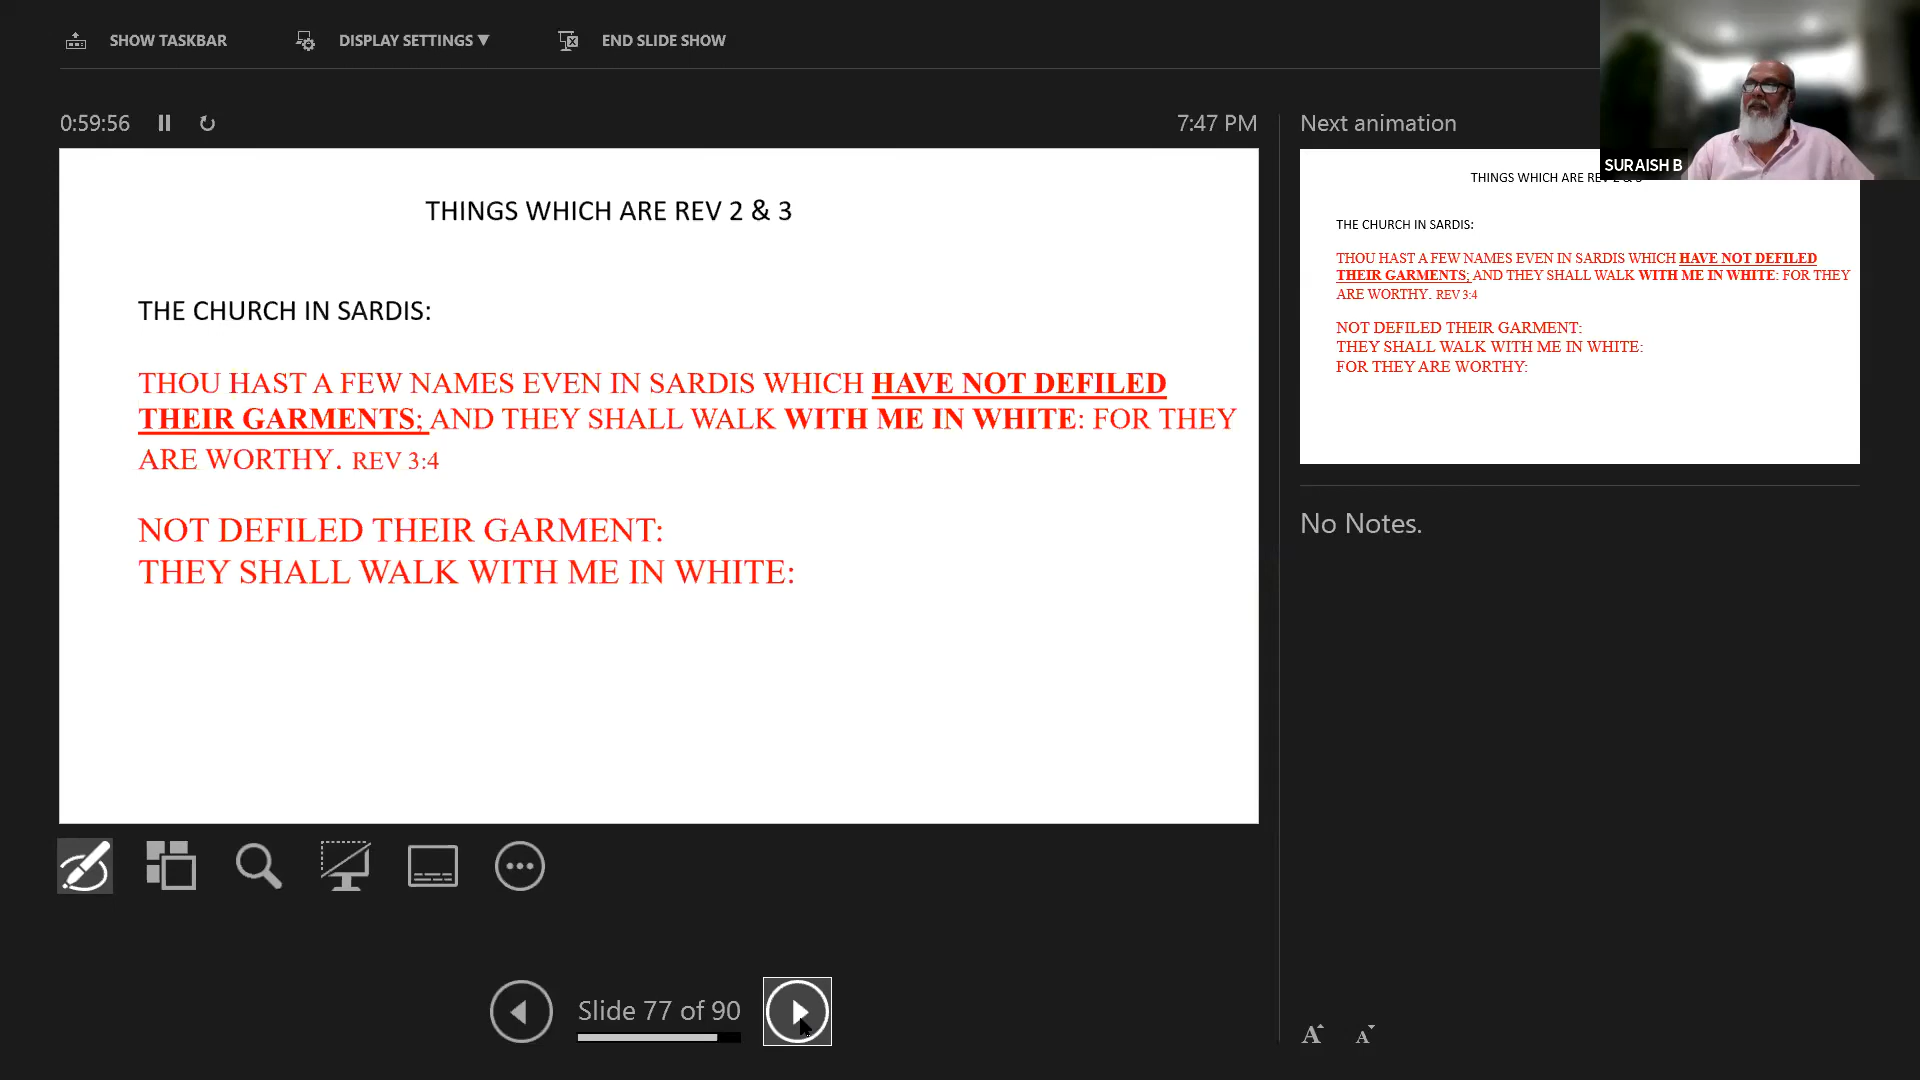 SHOW TASKBAR
DISPLAY SETTINGS ▼
END SLIDE SHOW
0:59:56
7:47 PM
Next animation
SURAISH B
THINGS WHICH ARE REV 2 & 3
THE CHURCH IN SARDIS:
THOU HAST A FEW NAMES EVEN IN SARDIS WHICH HAVE NOT DEFILED
THEIR GARMENTS; AND THEY SHALL WALK WITH ME IN WHITE: FOR THEY
ARE WORTHY. REV 3:4
NOT DEFILED THEIR GARMENT:
THEY SHALL WALK WITH ME IN WHITE:
THINGS WHICH ARE REV 2 & 3
THE CHURCH IN SARDIS:
THOU HAST A FEW NAMES EVEN IN SARDIS WHICH HAVE NOT DEFILED
THEIR GARMENTS; AND THEY SHALL WALK WITH ME IN WHITE: FOR THEY
ARE WORTHY. REV 3:4
NOT DEFILED THEIR GARMENT:
THEY SHALL WALK WITH ME IN WHITE:
FOR THEY ARE WORTHY:
No Notes.
Slide 77 of 90
A A